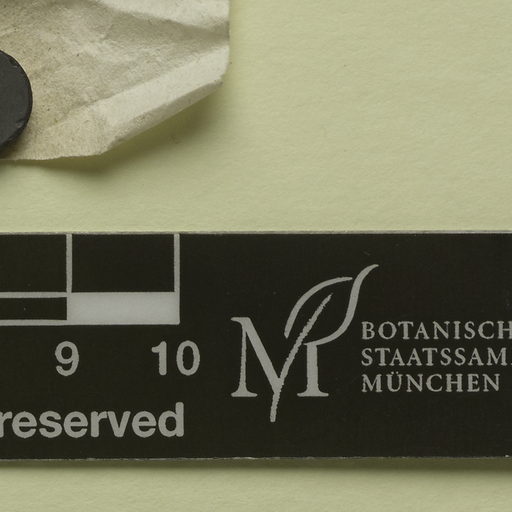 9 10
reserved
M
BOTANISCH
STAATSSAM
MÜNCHEN